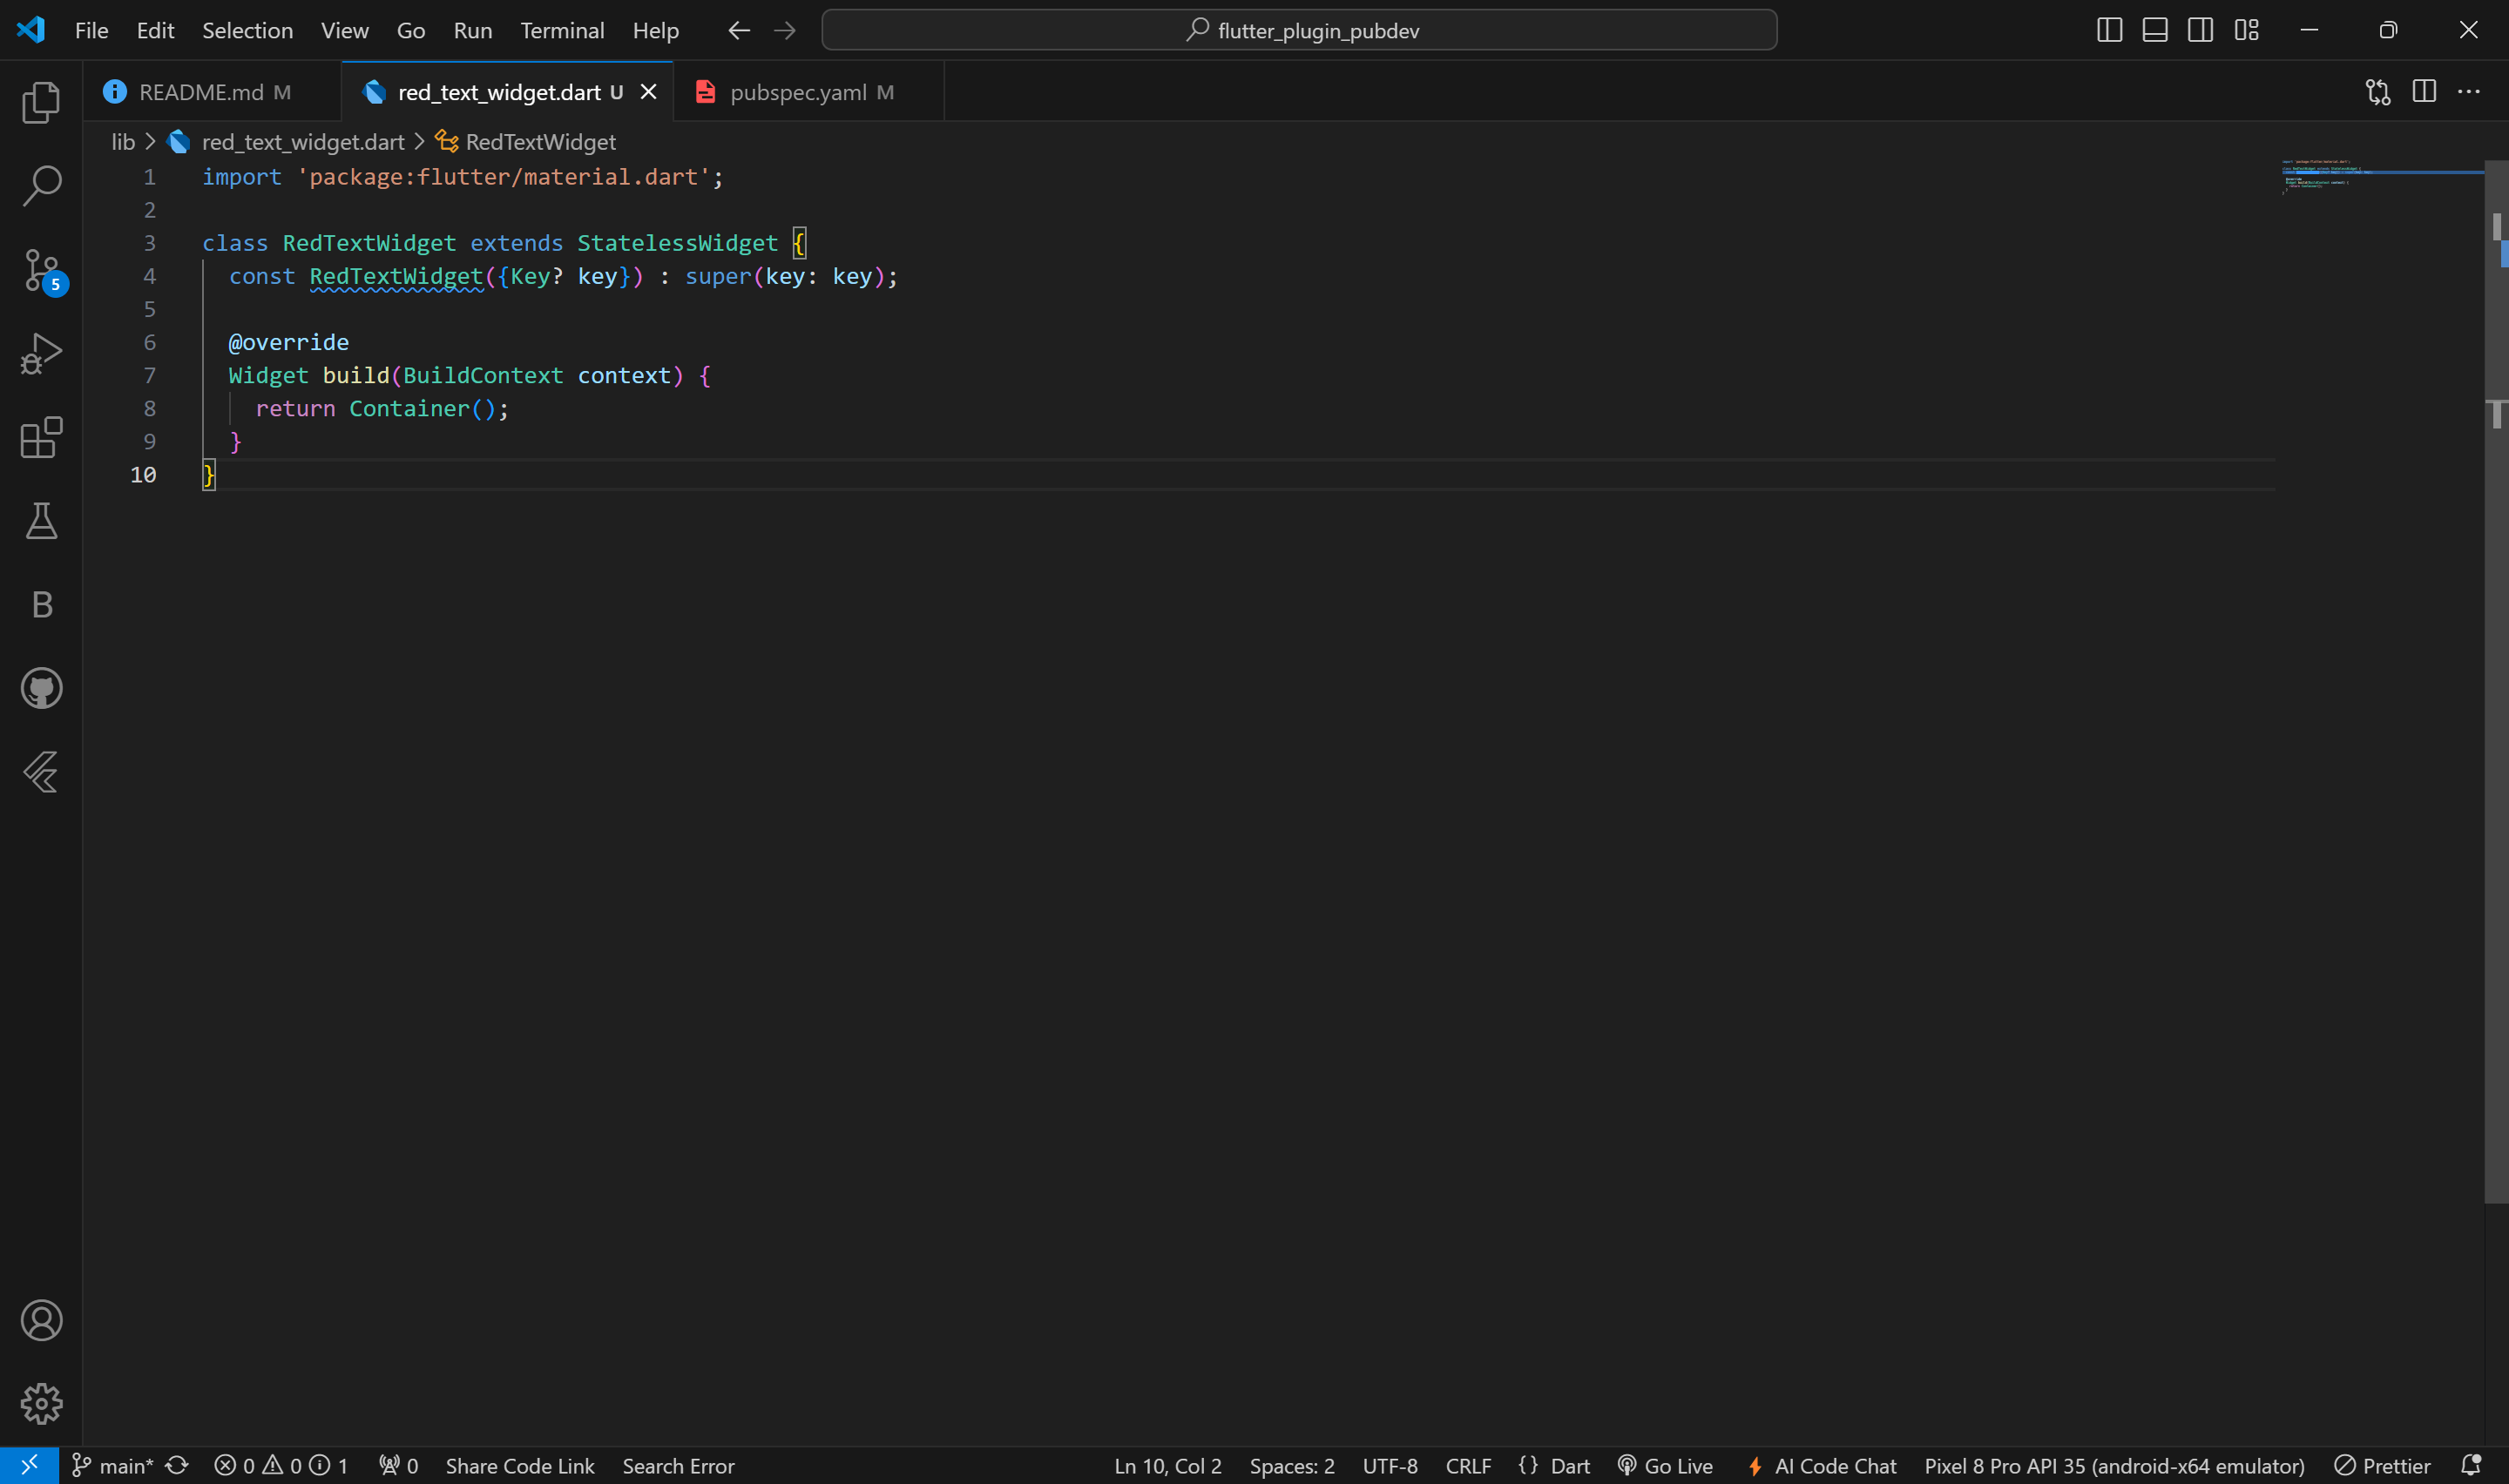 File Edit Selection View Go Run Terminal Help flutter_plugin_pubdev
README.md M red_text_widget.dart U pubspec.yaml M
lib > red_text_widget.dart > RedTextWidget
1 import 'package:flutter/material.dart';
2
3 class RedTextWidget extends StatelessWidget {
4 const RedTextWidget({Key? key}) : super(key: key);
5
6 @override
7 Widget build(BuildContext context) {
8 return Container();
9 }
10 }
5
B
main* 0 0 1 0 Share Code Link Search Error Ln 10, Col 2 Spaces: 2 UTF-8 CRLF {} Dart Go Live AI Code Chat Pixel 8 Pro API 35 (android-x64 emulator) Prettier